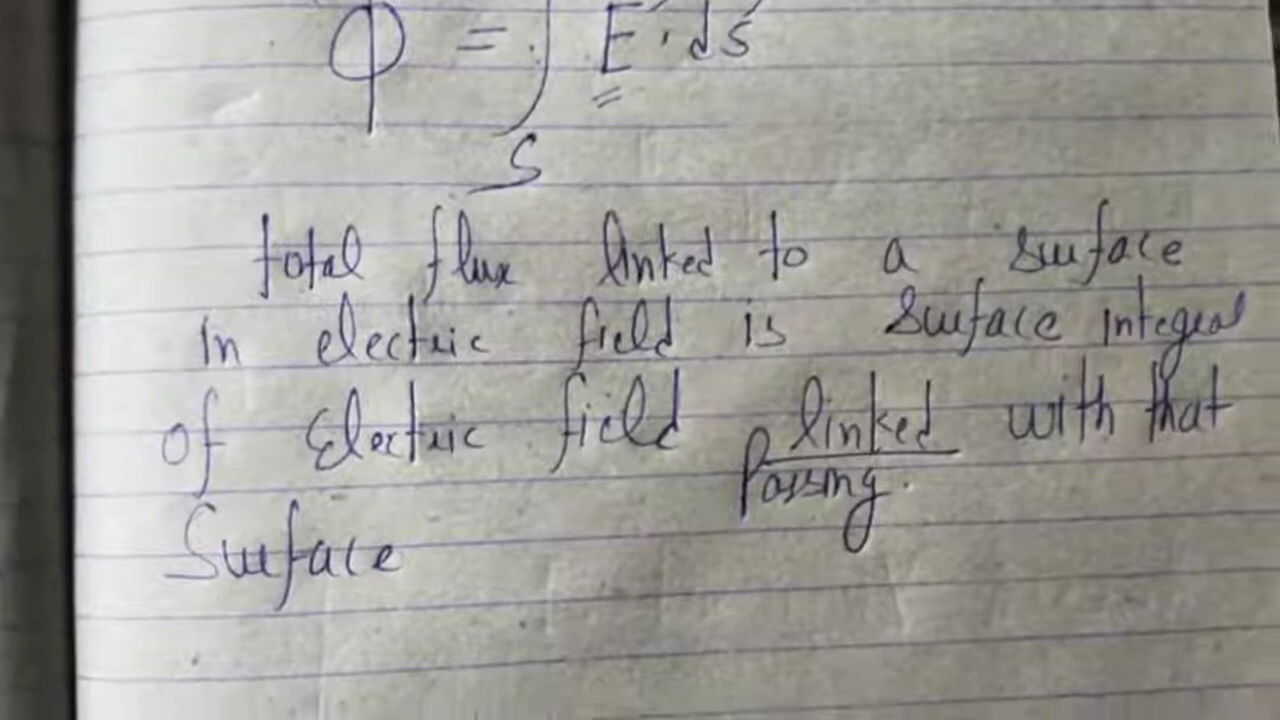 ϕ = ∫ E · ds
S
total flux linked to a surface
in electric field is surface integral
of Electric field linked with that
Passing.
Surface